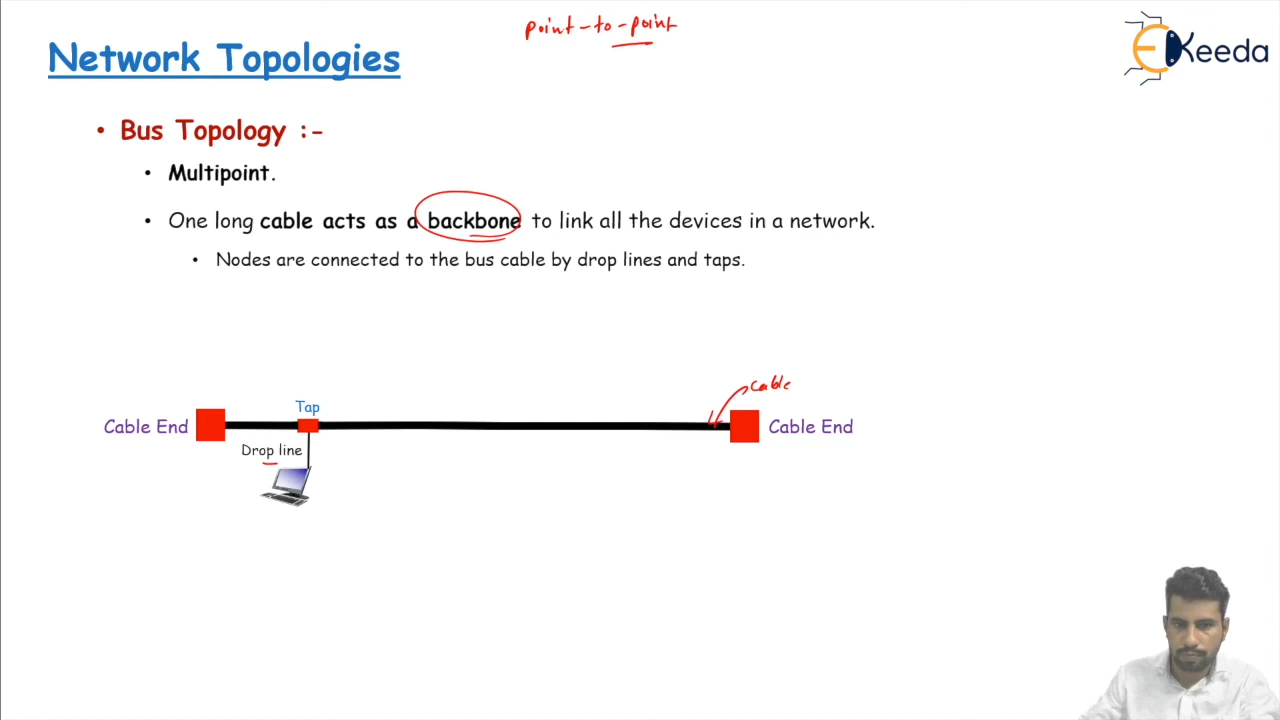 point-to-point
Network Topologies
EKeeda
• Bus Topology :-
• Multipoint.
• One long cable acts as a backbone to link all the devices in a network.
• Nodes are connected to the bus cable by drop lines and taps.
cable
Tap
Cable End
Cable End
Drop line